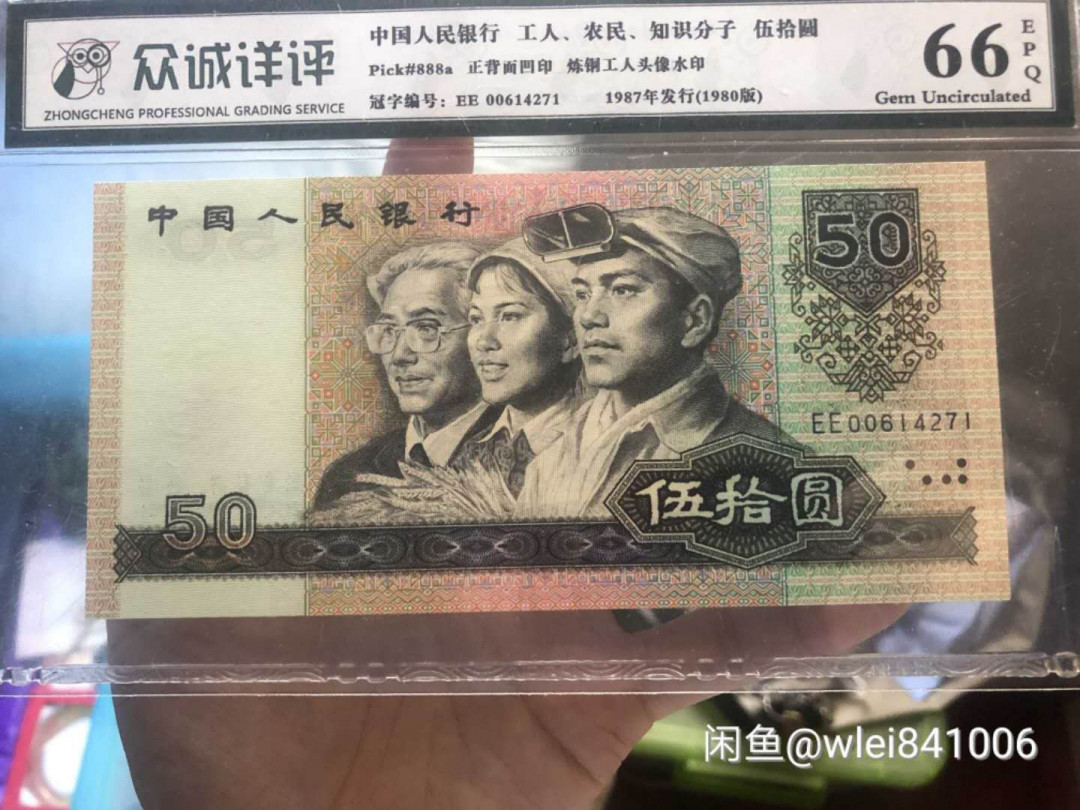 众诚详评
ZHONGCHENG PROFESSIONAL GRADING SERVICE
中国人民银行 工人、农民、知识分子 伍拾圆
Pick#888a 正背面凹印 炼钢工人头像水印
冠字编号：EE 00614271 1987年发行(1980版)
66 EPQ
Gem Uncirculated
中国人民银行
50
EE00614271
50
伍拾圆
闲鱼@wlei841006